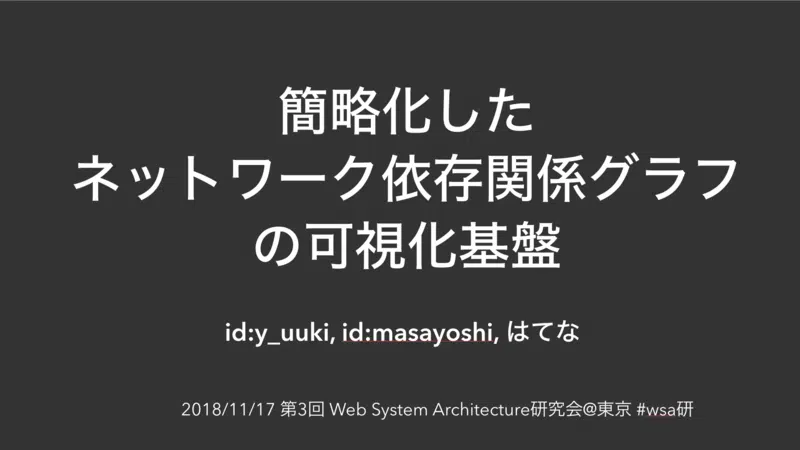 簡略化した
ネットワーク依存関係グラフ
の可視化基盤
id:y_uuki, id:masayoshi, はてな
2018/11/17 第3回 Web System Architecture研究会@東京 #wsa研